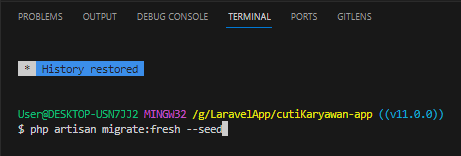 PROBLEMS OUTPUT DEBUG CONSOLE TERMINAL PORTS GITLENS
* History restored
User@DESKTOP-USN7JJ2 MINGW32 /g/LaravelApp/cutiKaryawan-app ((v11.0.0))
$ php artisan migrate:fresh --seed